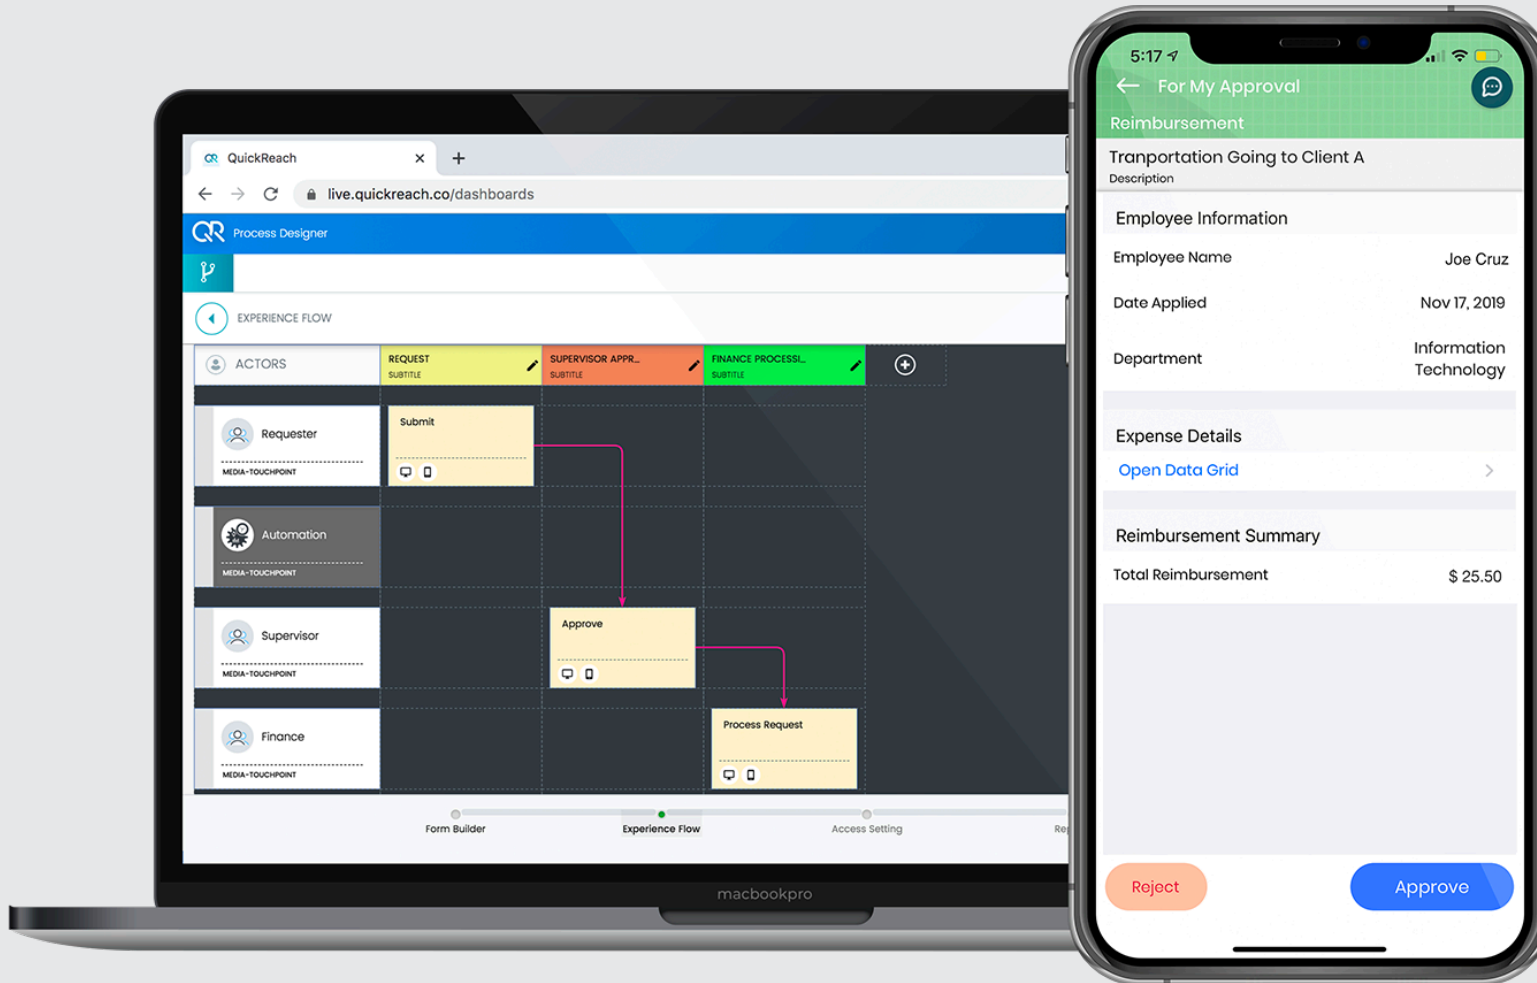 QR QuickReach
live.quickreach.co/dashboards
QR Process Designer
EXPERIENCE FLOW
ACTORS
REQUEST
SUBTITLE
SUPERVISOR APPR...
SUBTITLE
FINANCE PROCESSI...
SUBTITLE
Requester
MEDIA-TOUCHPOINT
Submit
Automation
MEDIA-TOUCHPOINT
Supervisor
MEDIA-TOUCHPOINT
Approve
Finance
MEDIA-TOUCHPOINT
Process Request
Form Builder
Experience Flow
Access Setting
macbookpro
5:17
For My Approval
Reimbursement
Tranportation Going to Client A
Description
Employee Information
Employee Name
Joe Cruz
Date Applied
Nov 17, 2019
Department
Information
Technology
Expense Details
Open Data Grid
Reimbursement Summary
Total Reimbursement
$ 25.50
Reject
Approve